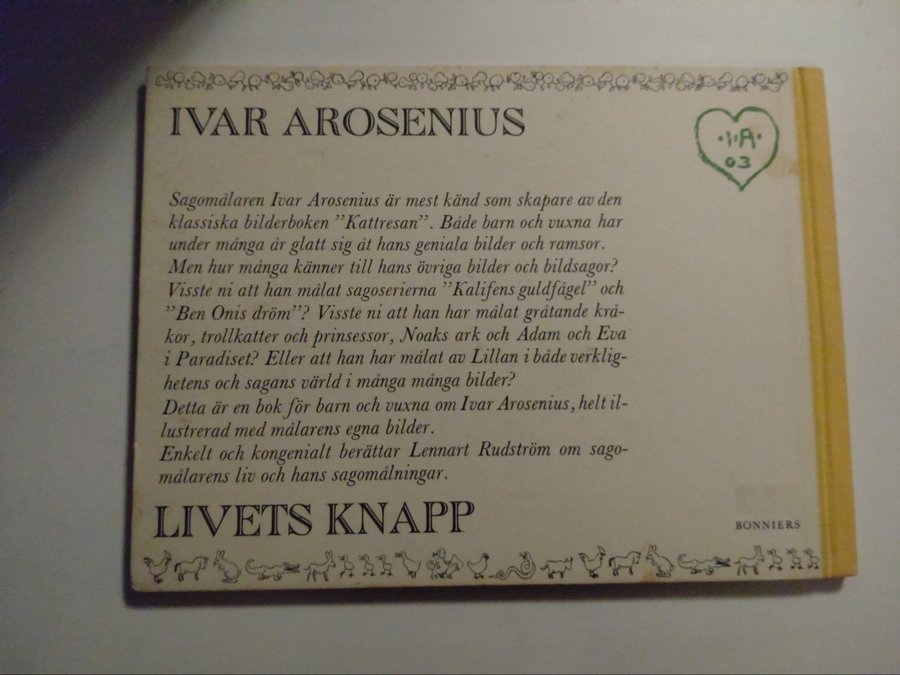 IVAR AROSENIUS
·I·A·
03
Sagomålaren Ivar Arosenius är mest känd som skapare av den
klassiska bilderboken ”Kattresan”. Både barn och vuxna har
under många år glatt sig åt hans geniala bilder och ramsor.
Men hur många känner till hans övriga bilder och bildsagor?
Visste ni att han målat sagoserierna ”Kalifens guldfågel” och
”Ben Onis dröm”? Visste ni att han har målat gråtande krå-
kor, trollkatter och prinsessor, Noaks ark och Adam och Eva
i Paradiset? Eller att han har målat av Lillan i både verklig-
hetens och sagans värld i många många bilder?
Detta är en bok för barn och vuxna om Ivar Arosenius, helt il-
lustrerad med målarens egna bilder.
Enkelt och kongenialt berättar Lennart Rudström om sago-
målarens liv och hans sagomålningar.
LIVETS KNAPP
BONNIERS